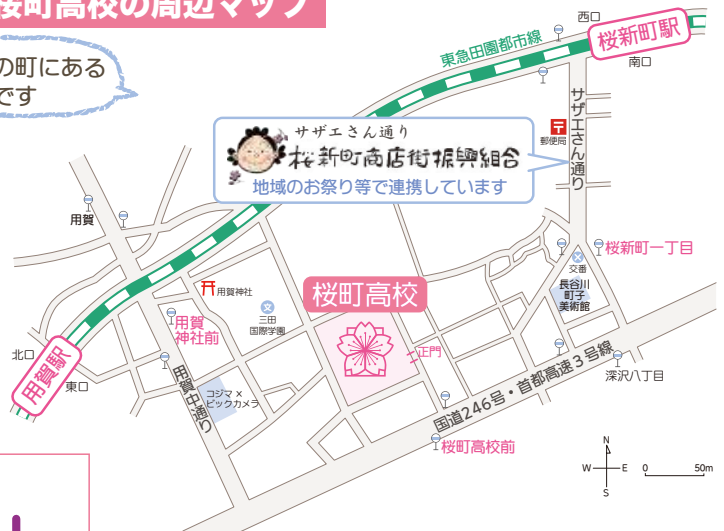 桜町高校の周辺マップ
の町にある
です
西口
桜新町駅
南口
東急田園都市線
サザエさん通り
郵便局
サザエさん通り
桜新町商店街振興組合
地域のお祭り等で連携しています
用賀
桜新町一丁目
交番
長谷川
町子
美術館
用賀神社
三田
国際学園
桜町高校
用賀
神社前
正門
北口
用賀駅
東口
用賀中通り
コジマ×
ビックカメラ
国道246号・首都高速3号線
深沢八丁目
桜町高校前
N
W
E
S
0
50m